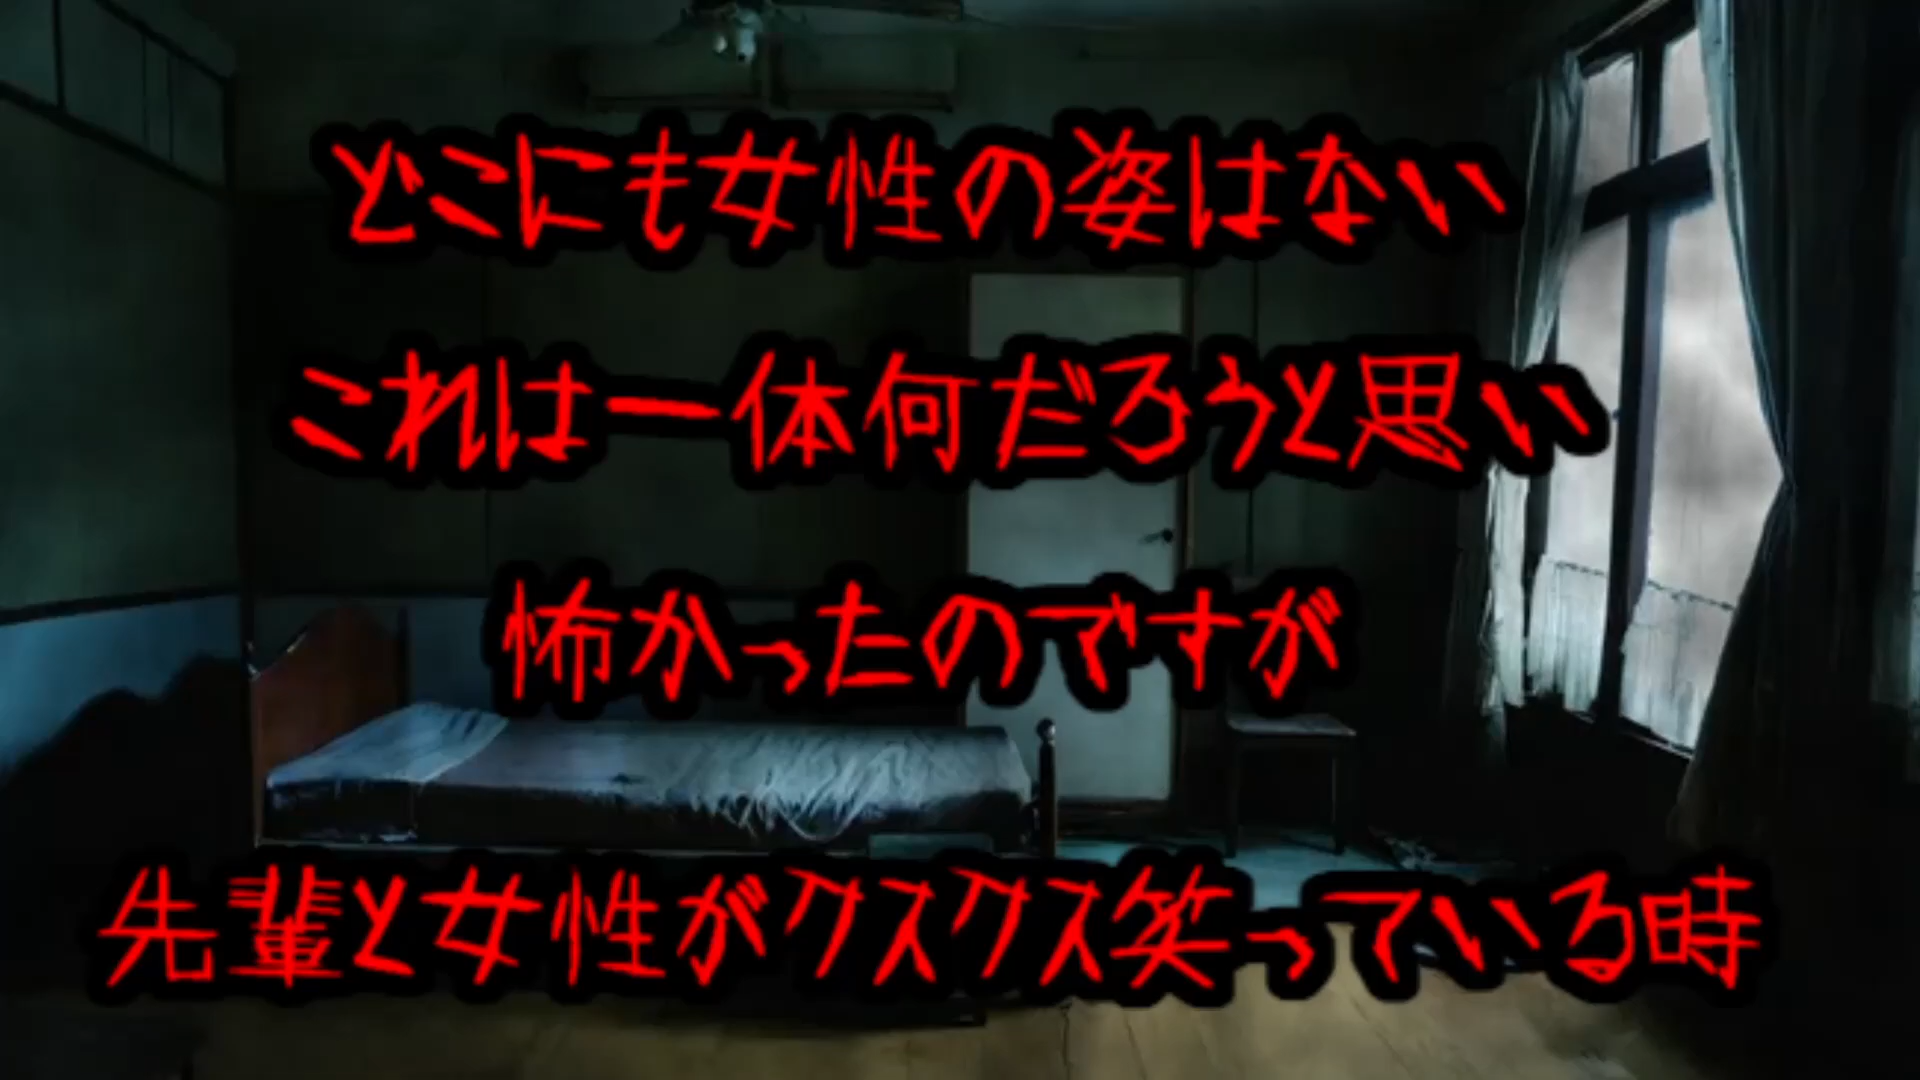 どこにも女性の姿はない
これは一体何だろうと思い
怖かったのですが
先輩と女性がクスクス笑っている時